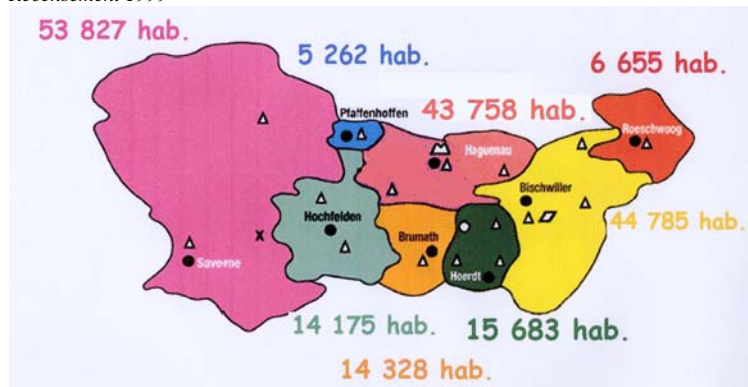 53 827 hab.
5 262 hab.
6 655 hab.
Pfaffenhoffen
43 758 hab.
Roeschwoog
Haguenau
Bischwiller
Hochfelden
44 785 hab.
Brumath
X
Saverne
Hoerdt
14 175 hab.
15 683 hab.
14 328 hab.